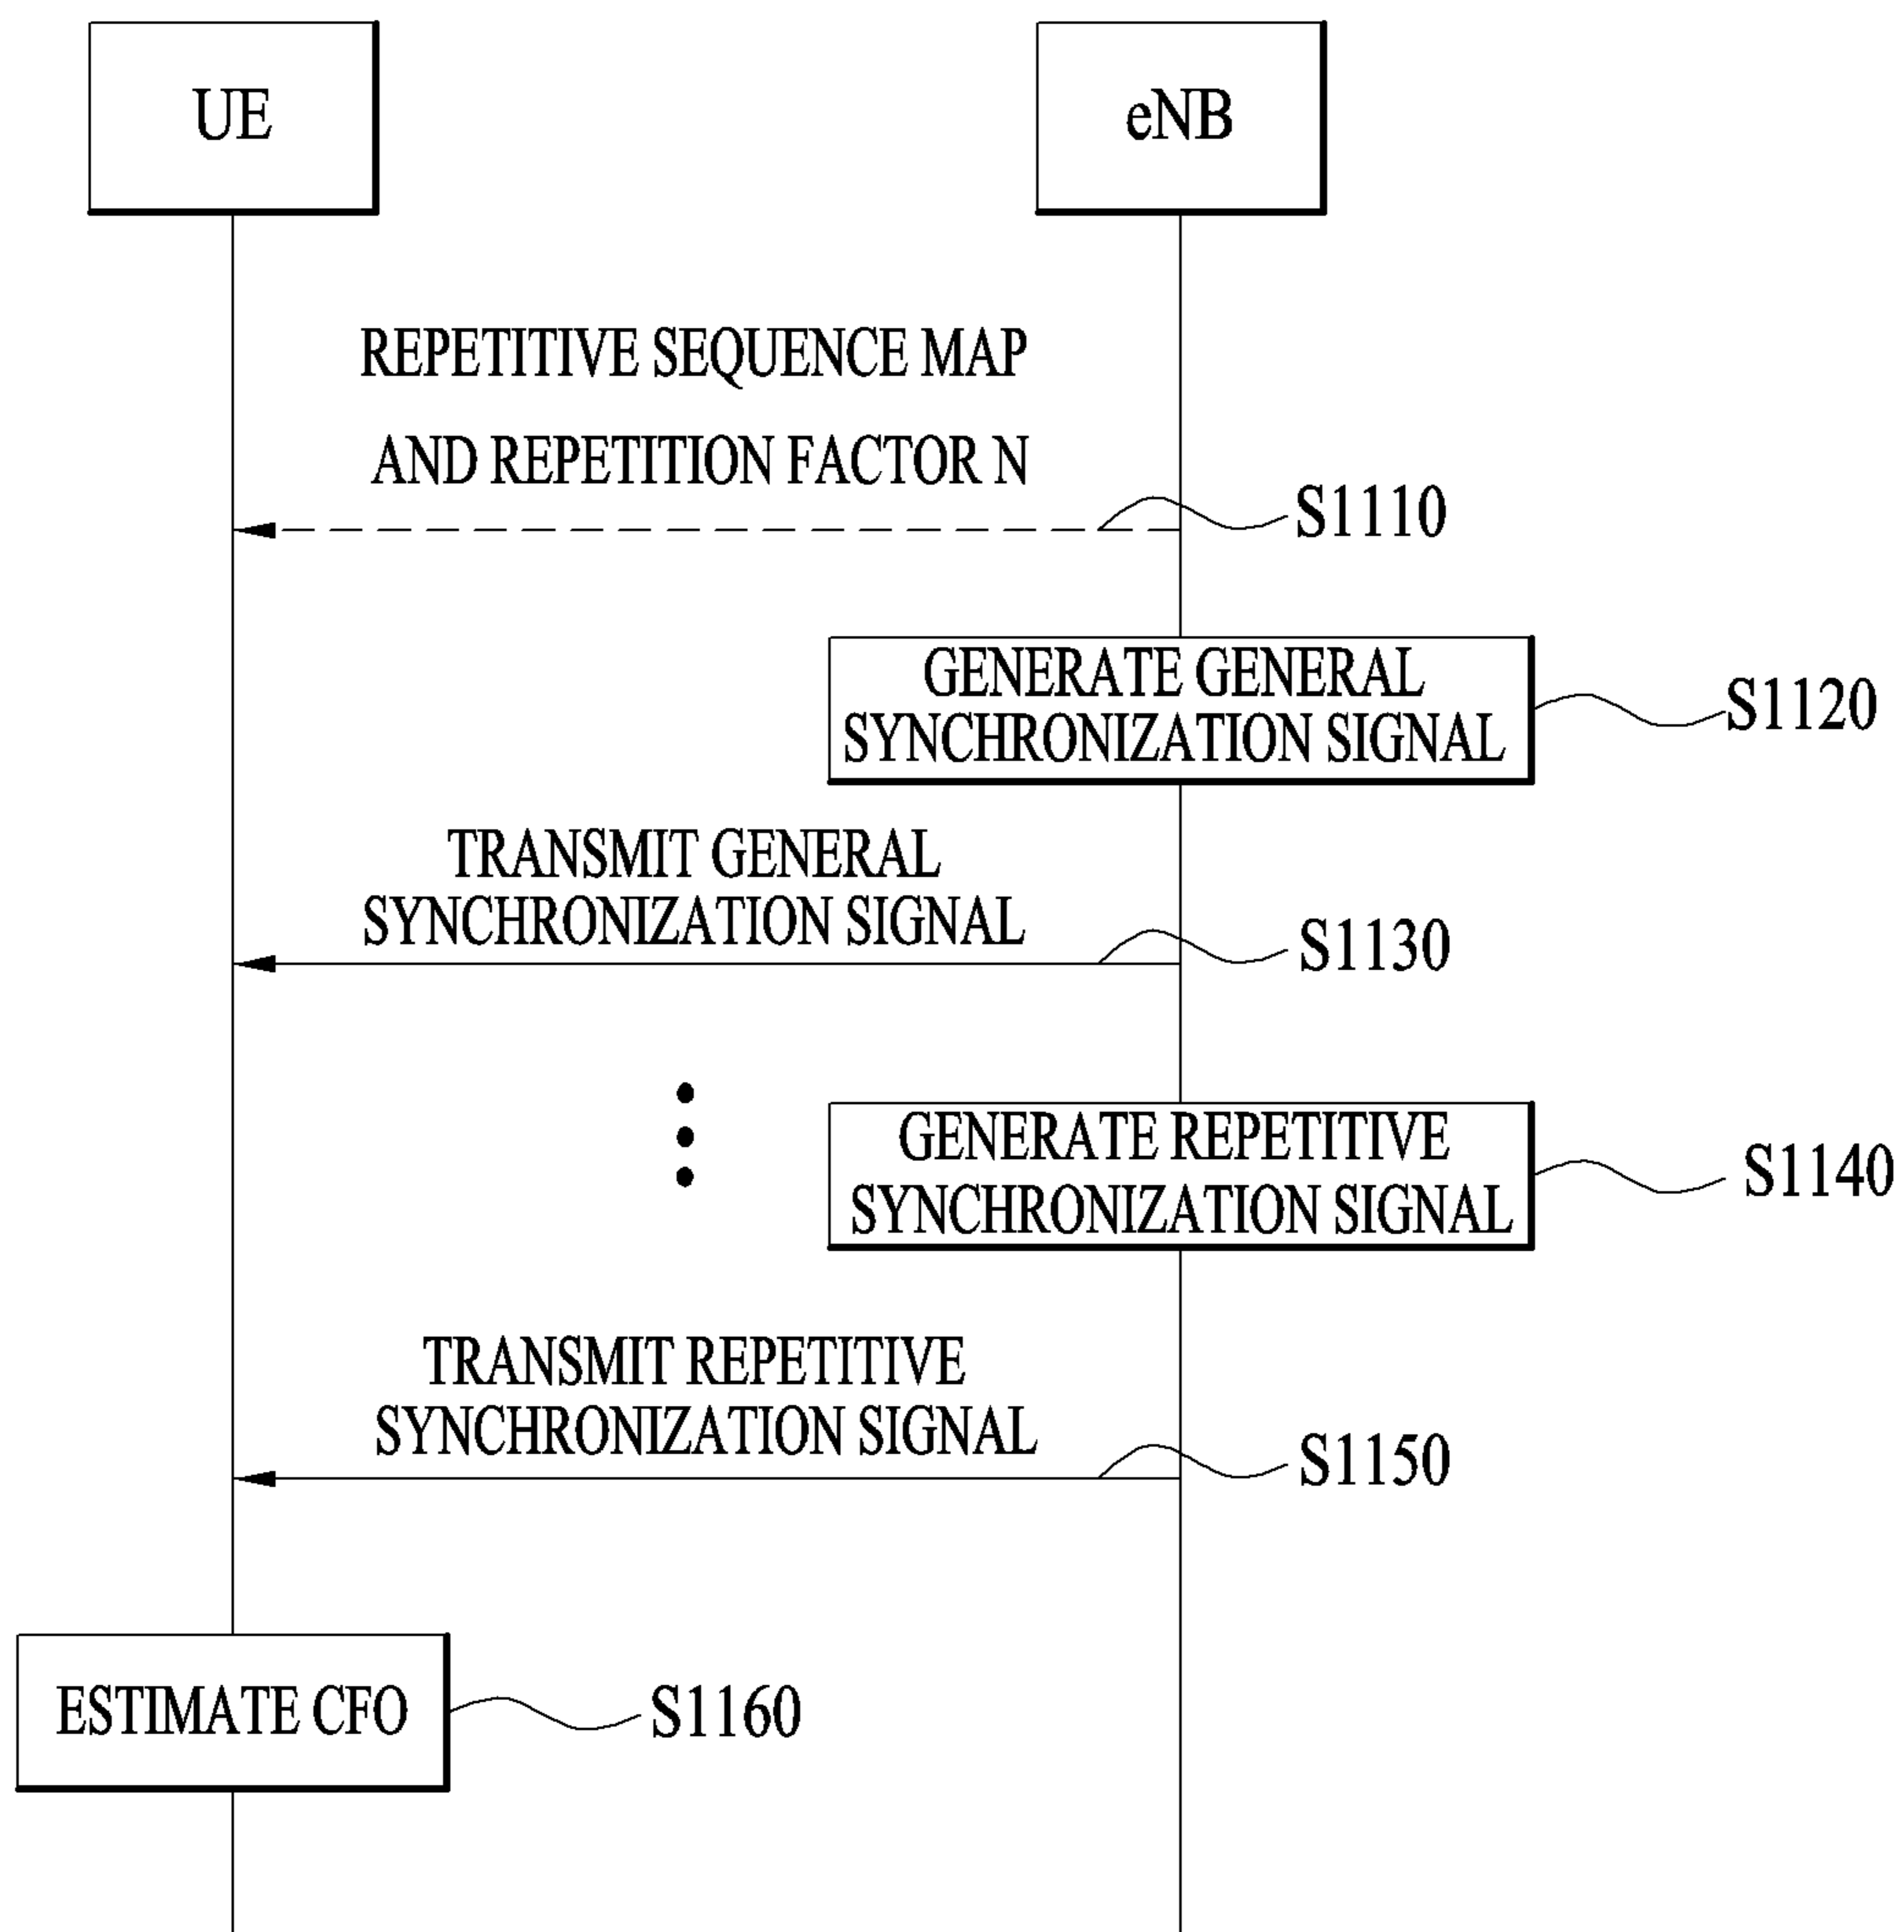 UE
eNB
REPETITIVE SEQUENCE MAP
AND REPETITION FACTOR N
S1110
GENERATE GENERAL
SYNCHRONIZATION SIGNAL
S1120
TRANSMIT GENERAL
SYNCHRONIZATION SIGNAL
S1130
GENERATE REPETITIVE
SYNCHRONIZATION SIGNAL
S1140
TRANSMIT REPETITIVE
SYNCHRONIZATION SIGNAL
S1150
ESTIMATE CFO
S1160